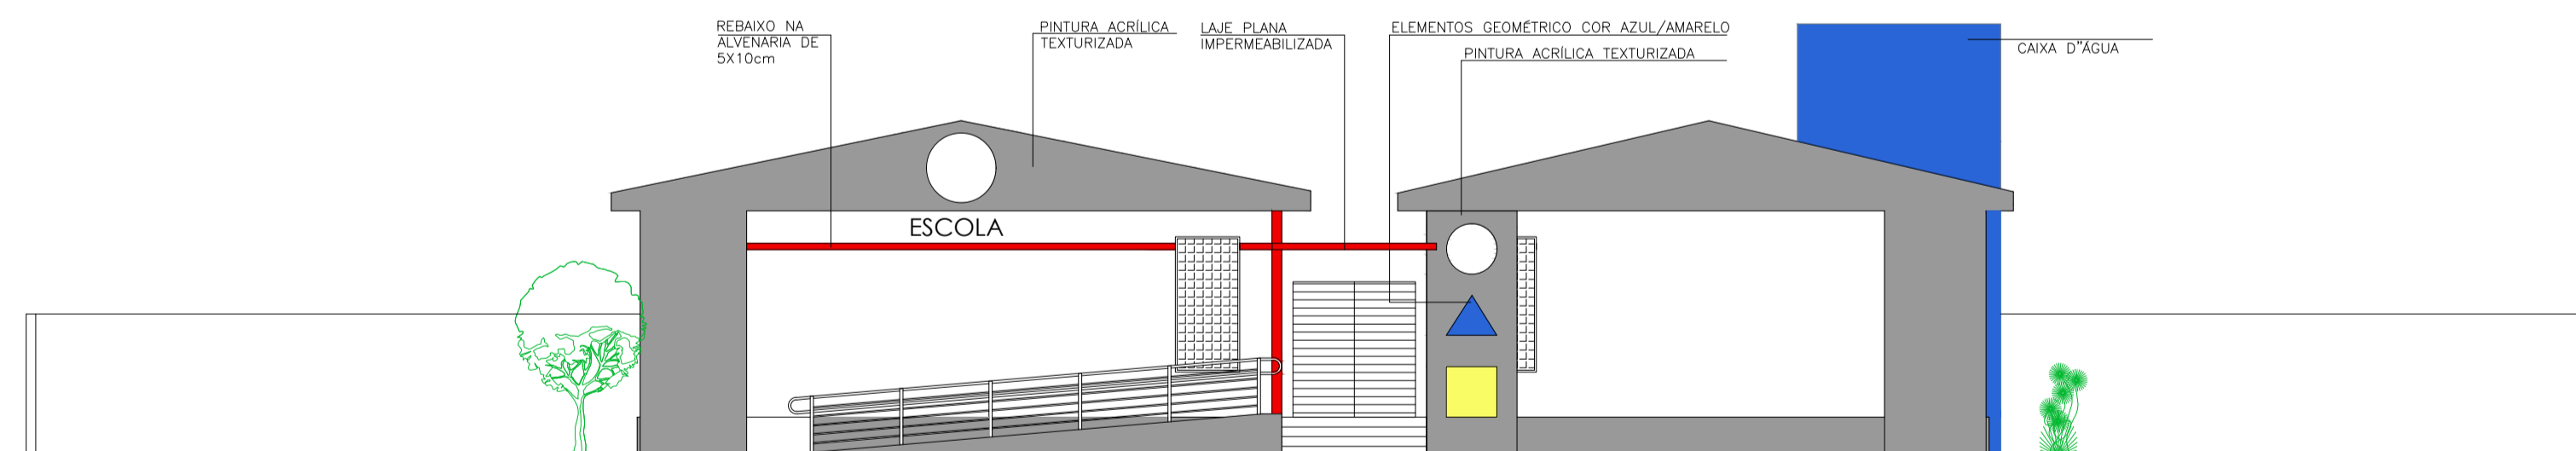 REBAIXO NA
ALVENARIA DE
5X10cm
PINTURA ACRÍLICA
TEXTURIZADA
LAJE PLANA
IMPERMEABILIZADA
ELEMENTOS GEOMÉTRICO COR AZUL/AMARELO
PINTURA ACRÍLICA TEXTURIZADA
CAIXA D"ÁGUA
ESCOLA